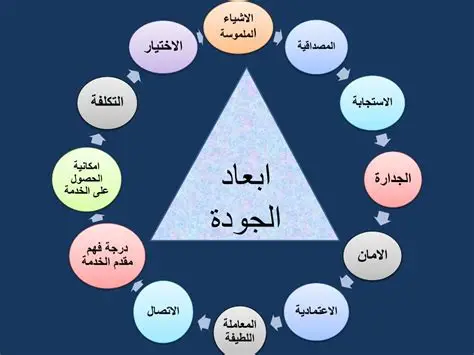 ابعاد
الجودة
الاشياء
الملموسة
المصداقية
الاستجابة
الجدارة
الامان
الاعتمادية
المعاملة
اللطيفة
الاتصال
درجة فهم
مقدم الخدمة
امكانية
الحصول
على الخدمة
التكلفة
الاختيار